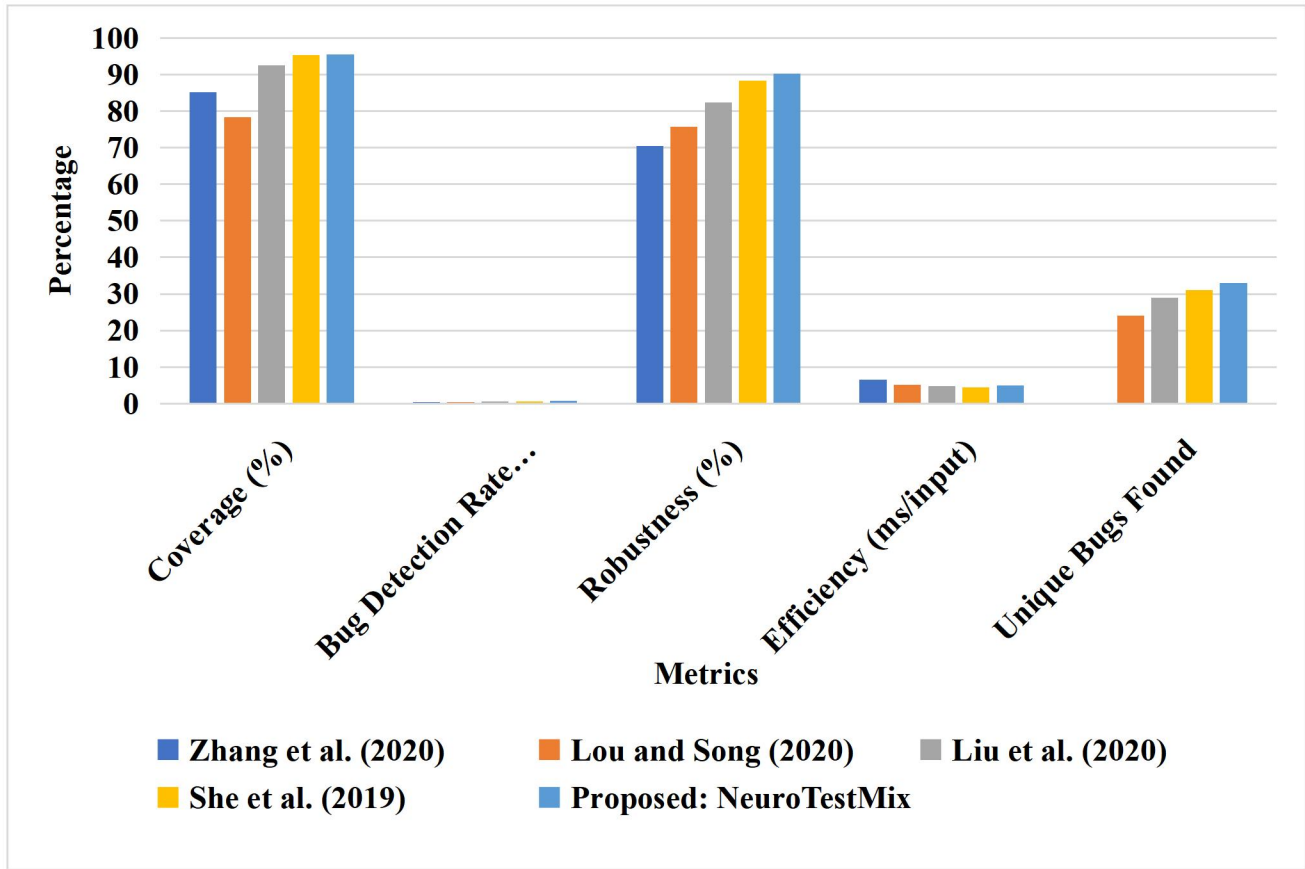 100
90
80
70
60
50
40
30
20
10
0
Percentage
Coverage (%)
Bug Detection Rate…
Robustness (%)
Efficiency (ms/input)
Unique Bugs Found
Metrics
Zhang et al. (2020)
Lou and Song (2020)
Liu et al. (2020)
She et al. (2019)
Proposed: NeuroTestMix